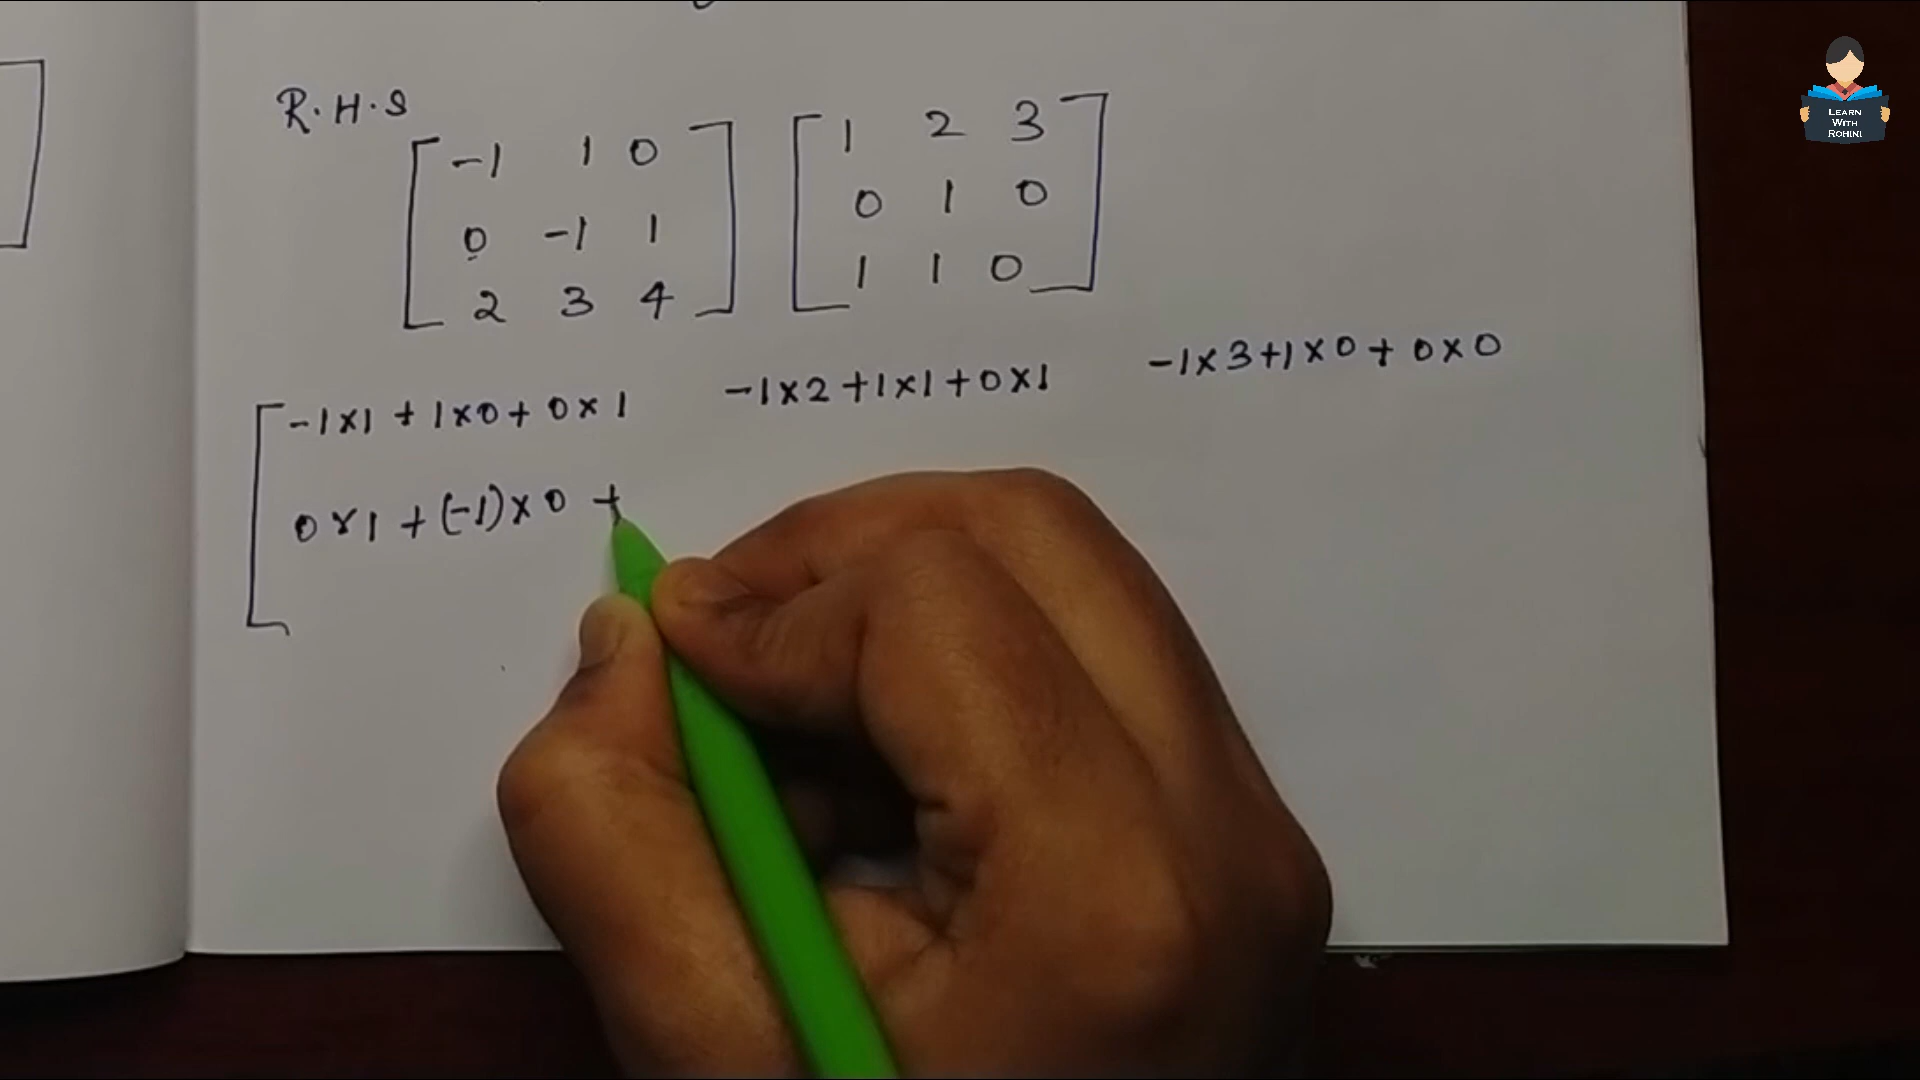 R.H.S
-1 1 0
0 -1 1
2 3 4
1 2 3
0 1 0
1 1 0
-1×1 + 1×0 + 0×1 -1×2 + 1×1 + 0×1 -1×3 + 1×0 + 0×0
0×1 + (-1)×0 +
LEARN
WITH
ROHINI